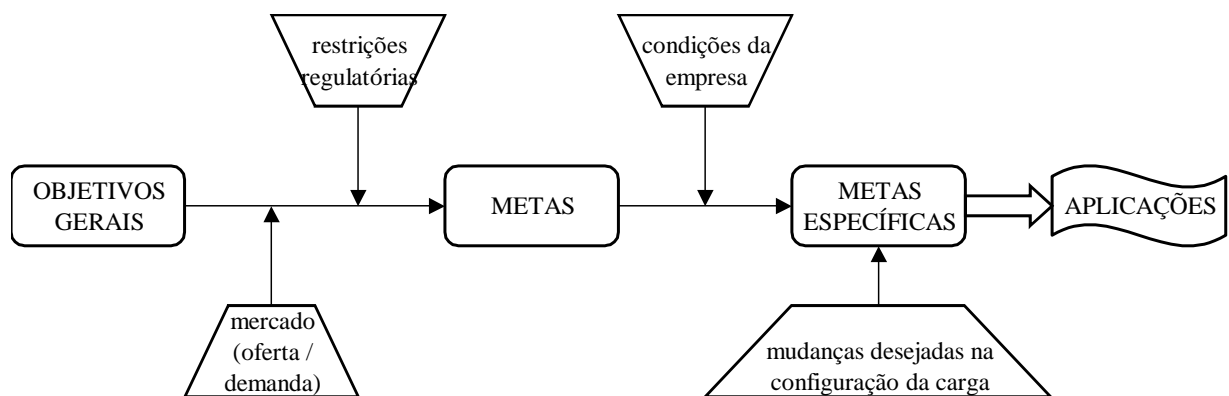 restrições
regulatórias
condições da
empresa
OBJETIVOS
GERAIS
METAS
METAS
ESPECÍFICAS
APLICAÇÕES
mercado
(oferta /
demanda)
mudanças desejadas na
configuração da carga